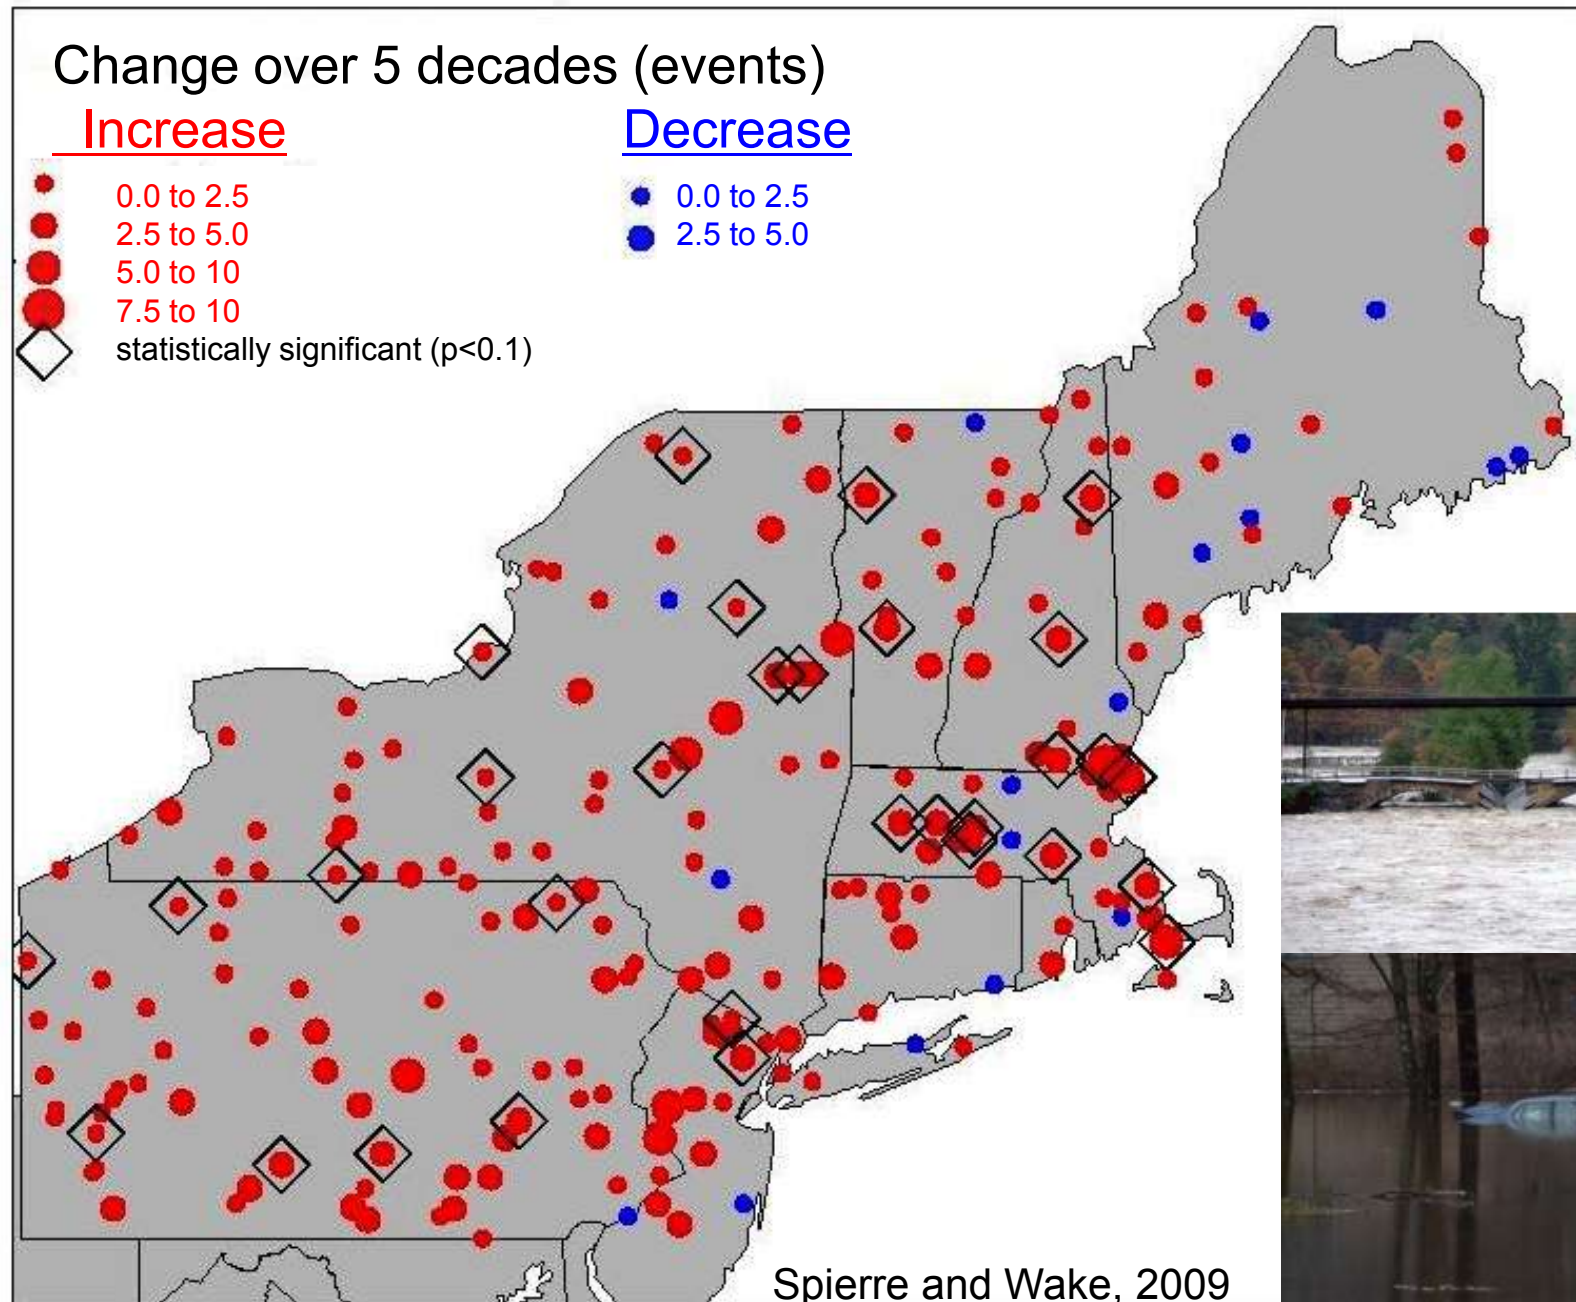 Change over 5 decades (events)
Increase
Decrease
0.0 to 2.5
0.0 to 2.5
2.5 to 5.0
2.5 to 5.0
5.0 to 10
7.5 to 10
statistically significant (p<0.1)
Spierre and Wake, 2009